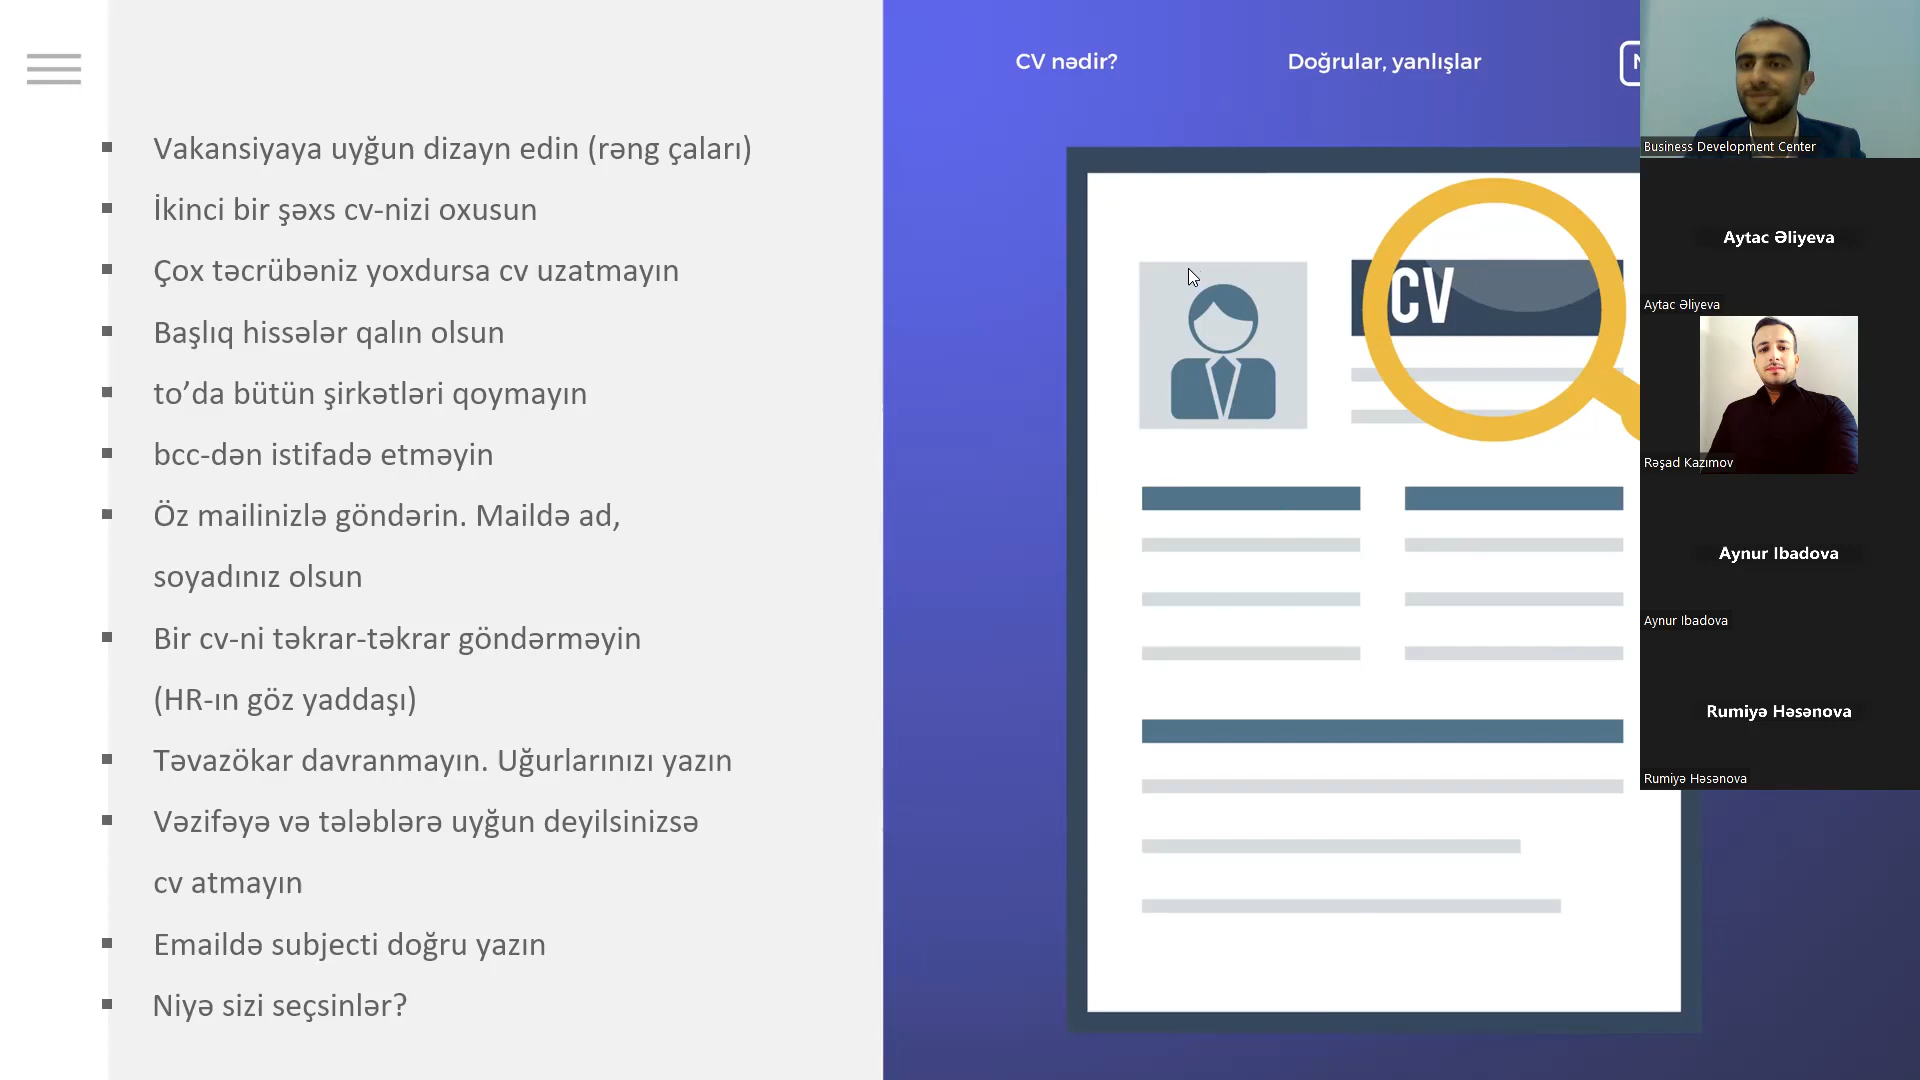 CV nədir?
Doğrular, yanlışlar
Vakansiyaya uyğun dizayn edin (rəng çaları)
İkinci bir şəxs cv-nizi oxusun
Çox təcrübəniz yoxdursa cv uzatmayın
Başlıq hissələr qalın olsun
to’da bütün şirkətləri qoymayın
bcc-dən istifadə etməyin
Öz mailinizlə göndərin. Maildə ad,
soyadınız olsun
Bir cv-ni təkrar-təkrar göndərməyin
(HR-ın göz yaddaşı)
Təvazökar davranmayın. Uğurlarınızı yazın
Vəzifəyə və tələblərə uyğun deyilsinizsə
cv atmayın
Emaildə subjecti doğru yazın
Niyə sizi seçsinlər?
CV
Business Development Center
Aytac Əliyeva
Aytac Əliyeva
Rəşad Kazımov
Aynur Ibadova
Aynur Ibadova
Rumiyə Həsənova
Rumiyə Həsənova